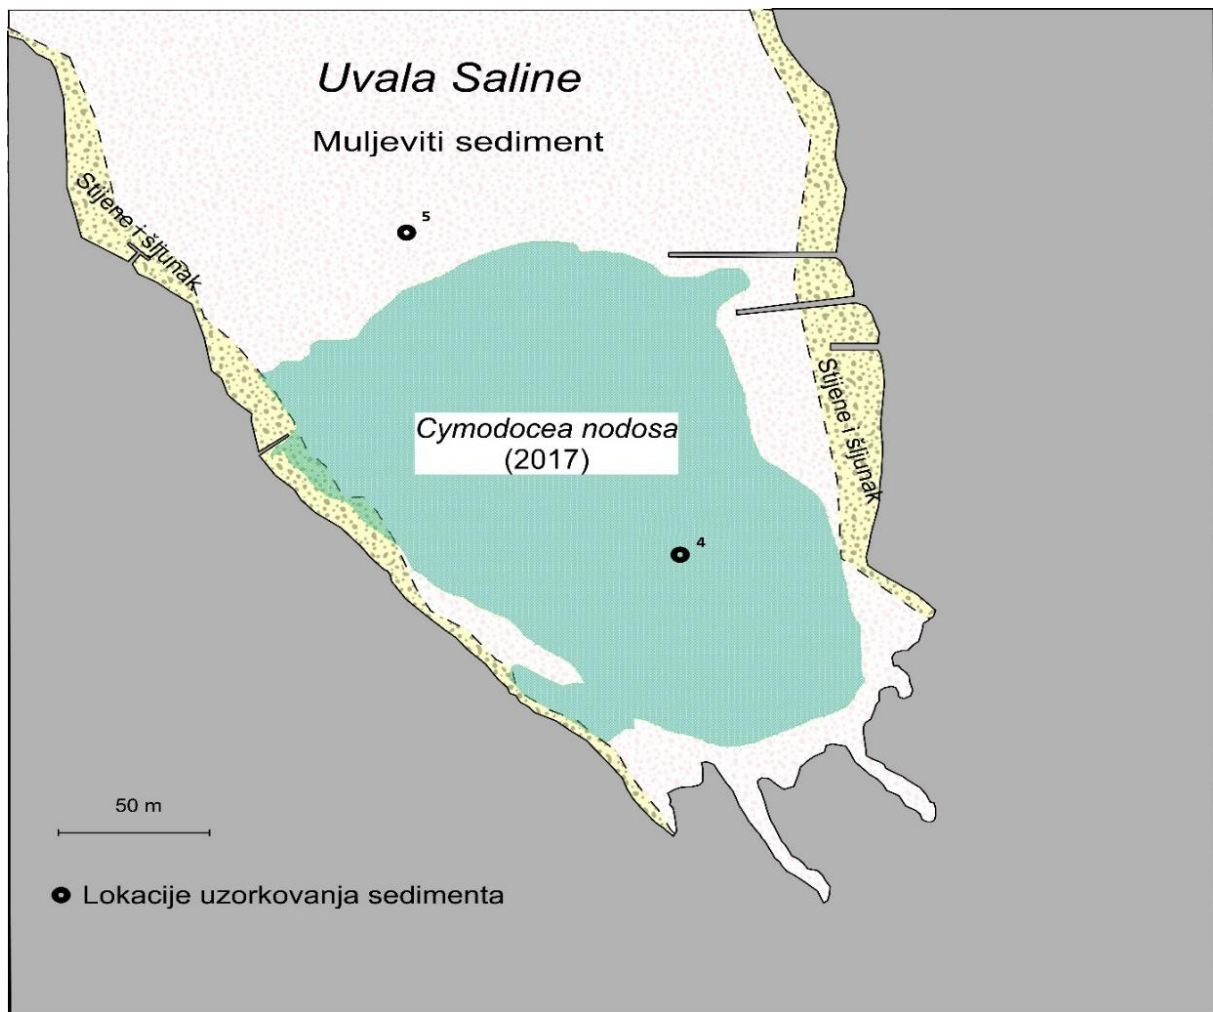 Uvala Saline
Muljeviti sediment
Stijene i šljunak
5
Cymodocea nodosa
(2017)
Stijene i šljunak
4
50 m
Lokacije uzorkovanja sedimenta